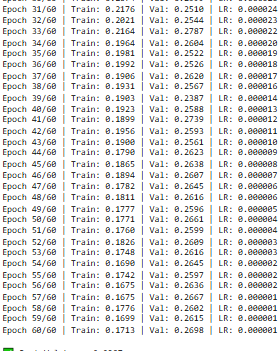 Epoch 31/60 | Train: 0.2176 | Val: 0.2510 | LR: 0.000024
Epoch 32/60 | Train: 0.2021 | Val: 0.2544 | LR: 0.000023
Epoch 33/60 | Train: 0.2164 | Val: 0.2787 | LR: 0.000022
Epoch 34/60 | Train: 0.1964 | Val: 0.2604 | LR: 0.000020
Epoch 35/60 | Train: 0.1981 | Val: 0.2522 | LR: 0.000019
Epoch 36/60 | Train: 0.1992 | Val: 0.2526 | LR: 0.000018
Epoch 37/60 | Train: 0.1906 | Val: 0.2620 | LR: 0.000017
Epoch 38/60 | Train: 0.1931 | Val: 0.2567 | LR: 0.000016
Epoch 39/60 | Train: 0.1903 | Val: 0.2387 | LR: 0.000014
Epoch 40/60 | Train: 0.1923 | Val: 0.2588 | LR: 0.000013
Epoch 41/60 | Train: 0.1899 | Val: 0.2739 | LR: 0.000012
Epoch 42/60 | Train: 0.1956 | Val: 0.2593 | LR: 0.000011
Epoch 43/60 | Train: 0.1900 | Val: 0.2561 | LR: 0.000010
Epoch 44/60 | Train: 0.1790 | Val: 0.2623 | LR: 0.000009
Epoch 45/60 | Train: 0.1865 | Val: 0.2638 | LR: 0.000008
Epoch 46/60 | Train: 0.1894 | Val: 0.2607 | LR: 0.000007
Epoch 47/60 | Train: 0.1782 | Val: 0.2645 | LR: 0.000006
Epoch 48/60 | Train: 0.1811 | Val: 0.2616 | LR: 0.000006
Epoch 49/60 | Train: 0.1777 | Val: 0.2596 | LR: 0.000005
Epoch 50/60 | Train: 0.1771 | Val: 0.2661 | LR: 0.000004
Epoch 51/60 | Train: 0.1760 | Val: 0.2599 | LR: 0.000004
Epoch 52/60 | Train: 0.1826 | Val: 0.2609 | LR: 0.000003
Epoch 53/60 | Train: 0.1748 | Val: 0.2645 | LR: 0.000003
Epoch 54/60 | Train: 0.1690 | Val: 0.2616 | LR: 0.000002
Epoch 55/60 | Train: 0.1742 | Val: 0.2597 | LR: 0.000002
Epoch 56/60 | Train: 0.1675 | Val: 0.2636 | LR: 0.000002
Epoch 57/60 | Train: 0.1675 | Val: 0.2667 | LR: 0.000001
Epoch 58/60 | Train: 0.1776 | Val: 0.2602 | LR: 0.000001
Epoch 59/60 | Train: 0.1699 | Val: 0.2615 | LR: 0.000001
Epoch 60/60 | Train: 0.1713 | Val: 0.2698 | LR: 0.000001